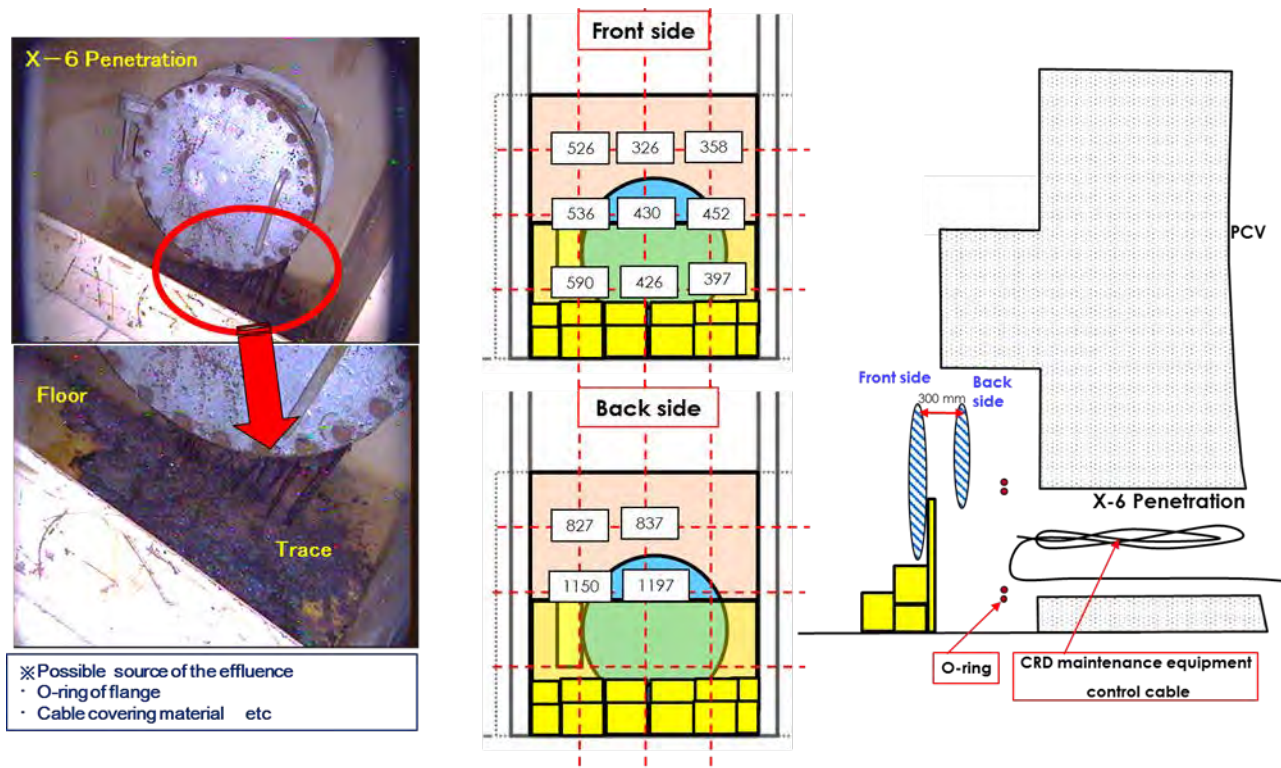 X－6 Penetration
Floor
Trace
※Possible source of the effluence
・ O-ring of flange
・ Cable covering material etc
Front side
526 326 358
536 430 452
590 426 397
Back side
827 837
1150 1197
PCV
Front side
Back
side
300 mm
X-6 Penetration
O-ring
CRD maintenance equipment
control cable